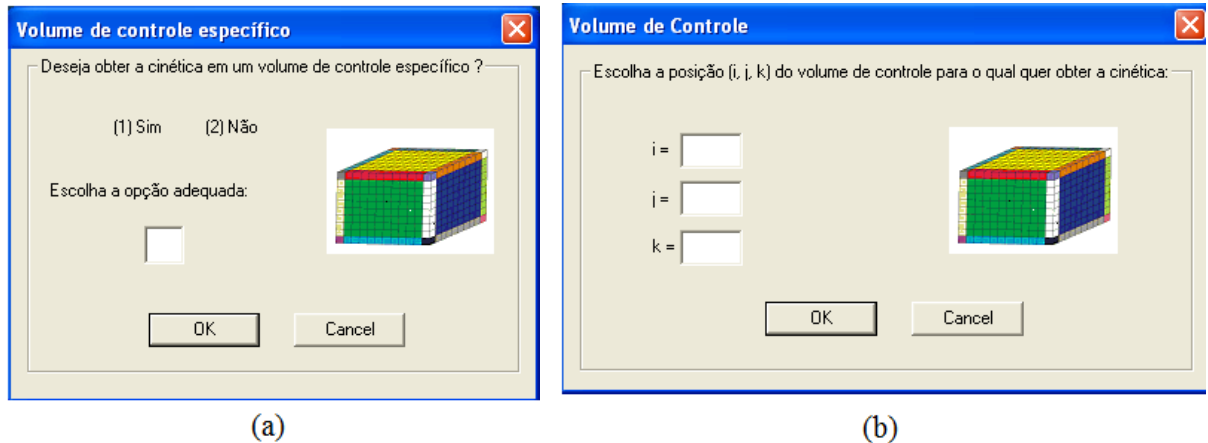 Volume de controle específico
Deseja obter a cinética em um volume de controle específico ?
(1) Sim (2) Não
Escolha a opção adequada:
OK Cancel
(a)
Volume de Controle
Escolha a posição (i, j, k) do volume de controle para o qual quer obter a cinética:
i =
j =
k =
OK Cancel
(b)